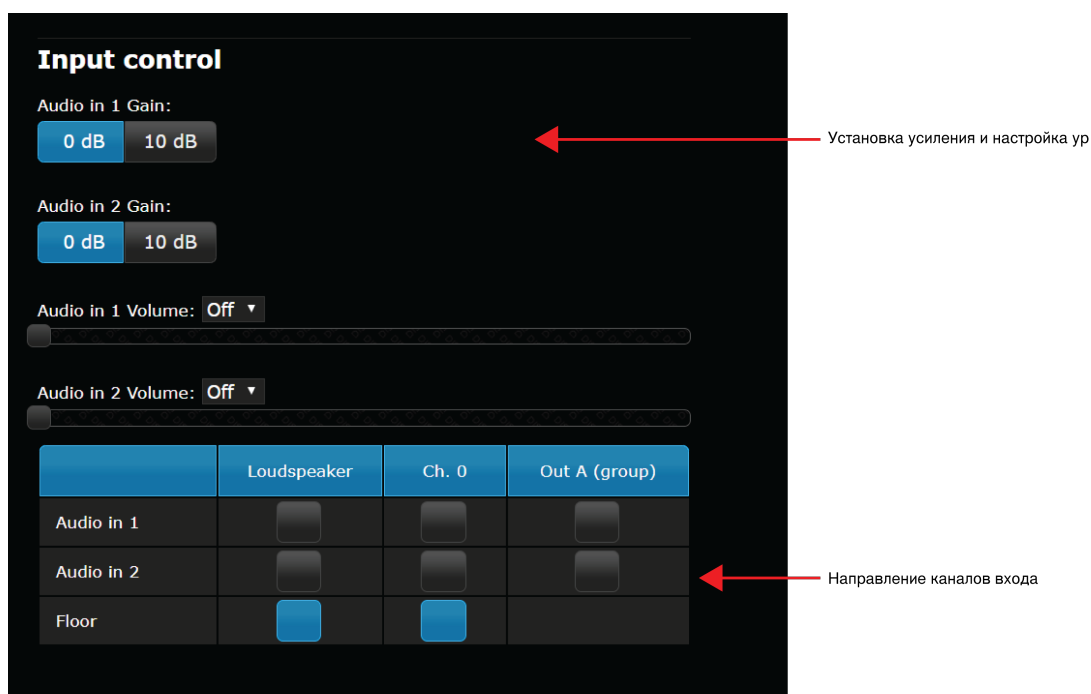 Input control
Audio in 1 Gain:
0 dB 10 dB
Установка усиления и настройка ур
Audio in 2 Gain:
0 dB 10 dB
Audio in 1 Volume: Off
Audio in 2 Volume: Off
Loudspeaker Ch. 0 Out A (group)
Audio in 1
Audio in 2
Направление каналов входа
Floor